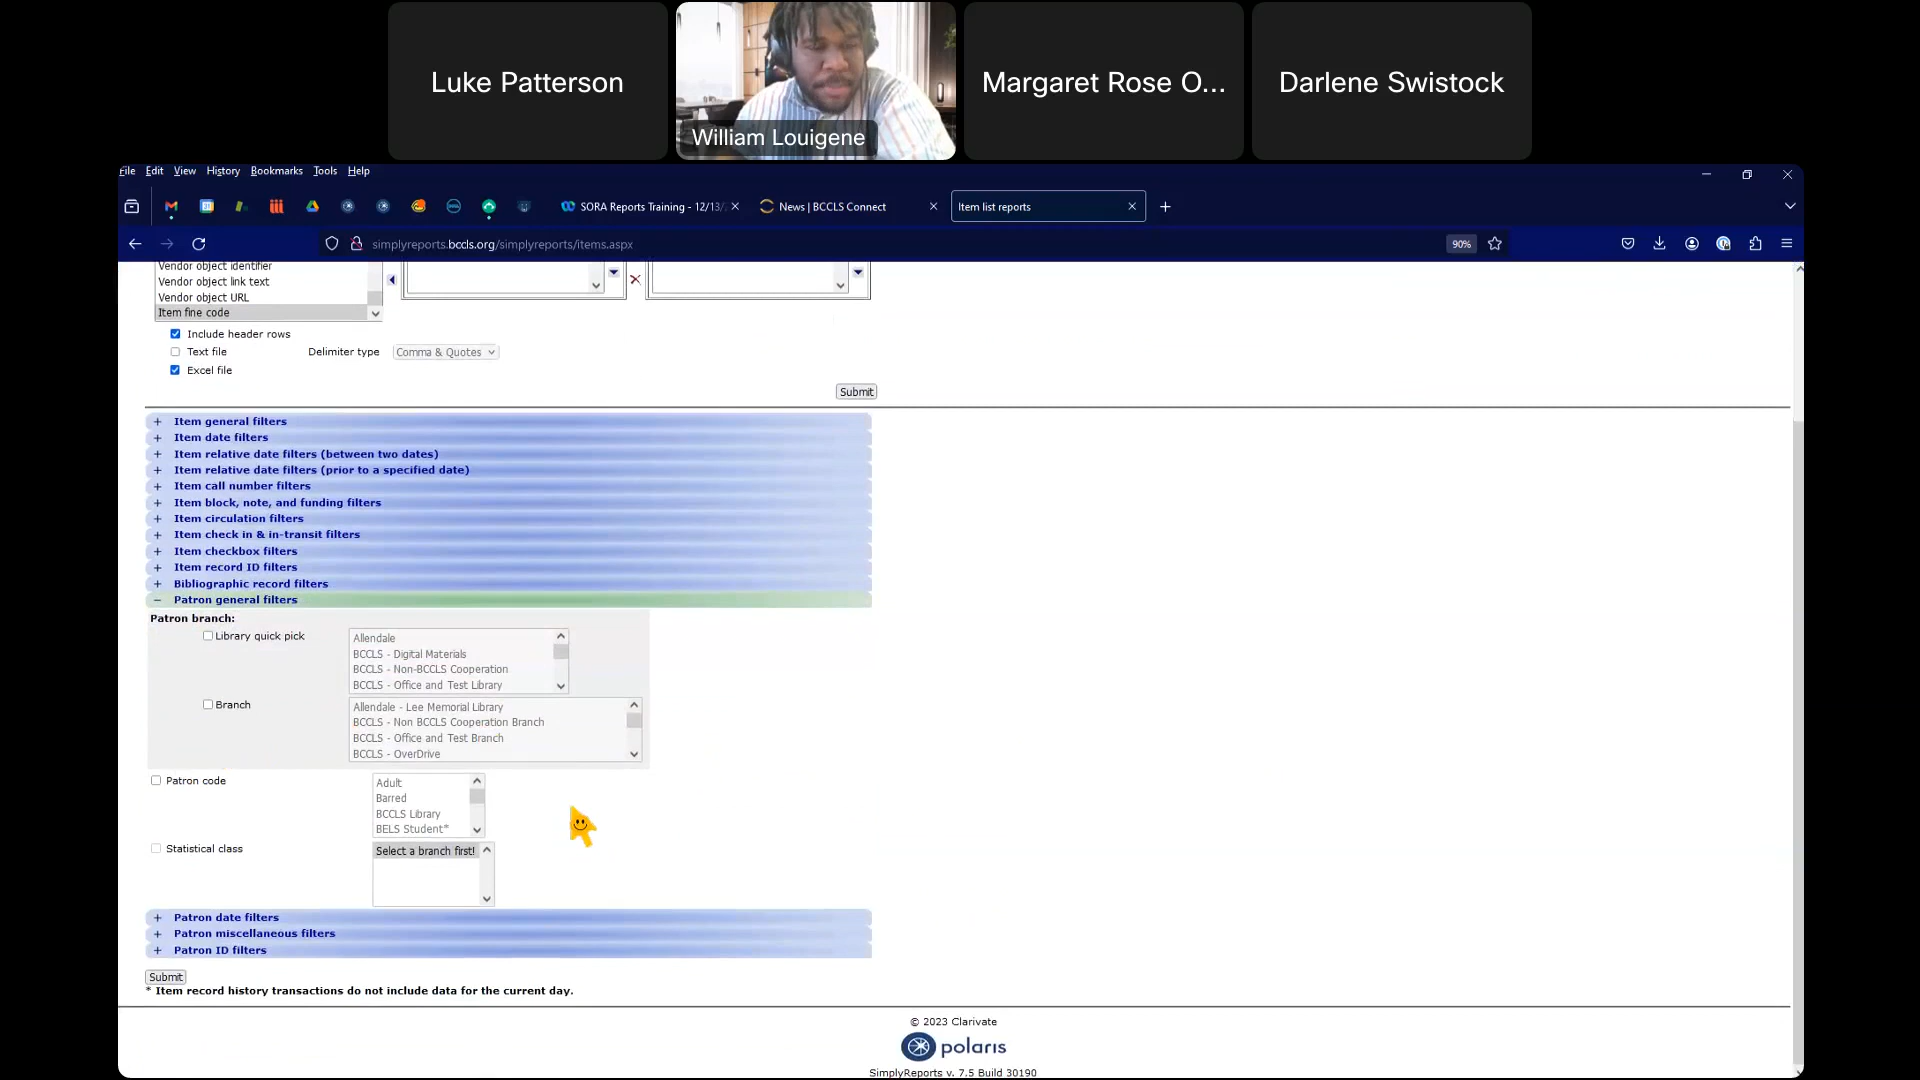 Luke Patterson
William Louigene
Margaret Rose O...
Darlene Swistock
File Edit View History Bookmarks Tools Help
SORA Reports Training - 12/13/
News | BCCLS Connect
Item list reports
simplyreports.bccls.org/simplyreports/items.aspx
90%
Vendor object identifier
Vendor object link text
Vendor object URL
Item fine code
Include header rows
Text file
Delimiter type
Comma & Quotes
Excel file
Submit
+ Item general filters
+ Item date filters
+ Item relative date filters (between two dates)
+ Item relative date filters (prior to a specified date)
+ Item call number filters
+ Item block, note, and funding filters
+ Item circulation filters
+ Item check in & in-transit filters
+ Item checkbox filters
+ Item record ID filters
+ Bibliographic record filters
− Patron general filters
Patron branch:
Library quick pick
Allendale
BCCLS - Digital Materials
BCCLS - Non-BCCLS Cooperation
BCCLS - Office and Test Library
Branch
Allendale - Lee Memorial Library
BCCLS - Non BCCLS Cooperation Branch
BCCLS - Office and Test Branch
BCCLS - OverDrive
Patron code
Adult
Barred
BCCLS Library
BELS Student*
Statistical class
Select a branch first!
+ Patron date filters
+ Patron miscellaneous filters
+ Patron ID filters
Submit
* Item record history transactions do not include data for the current day.
© 2023 Clarivate
polaris
SimplyReports v. 7.5 Build 30190